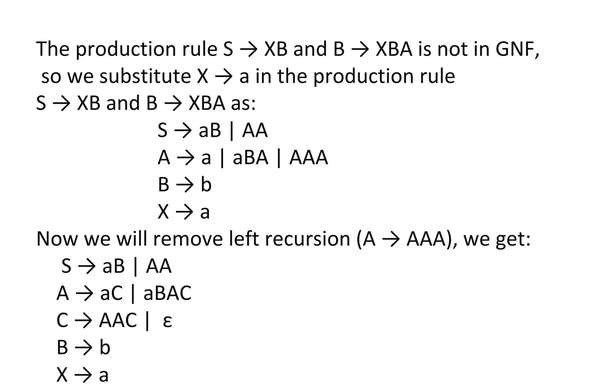 The production rule S → XB and B → XBA is not in GNF,
so we substitute X → a in the production rule
S → XB and B → XBA as:
S → aB | AA
A → a | aBA | AAA
B → b
X → a
Now we will remove left recursion (A → AAA), we get:
S → aB | AA
A → aC | aBAC
C → AAC | ε
B → b
X → a